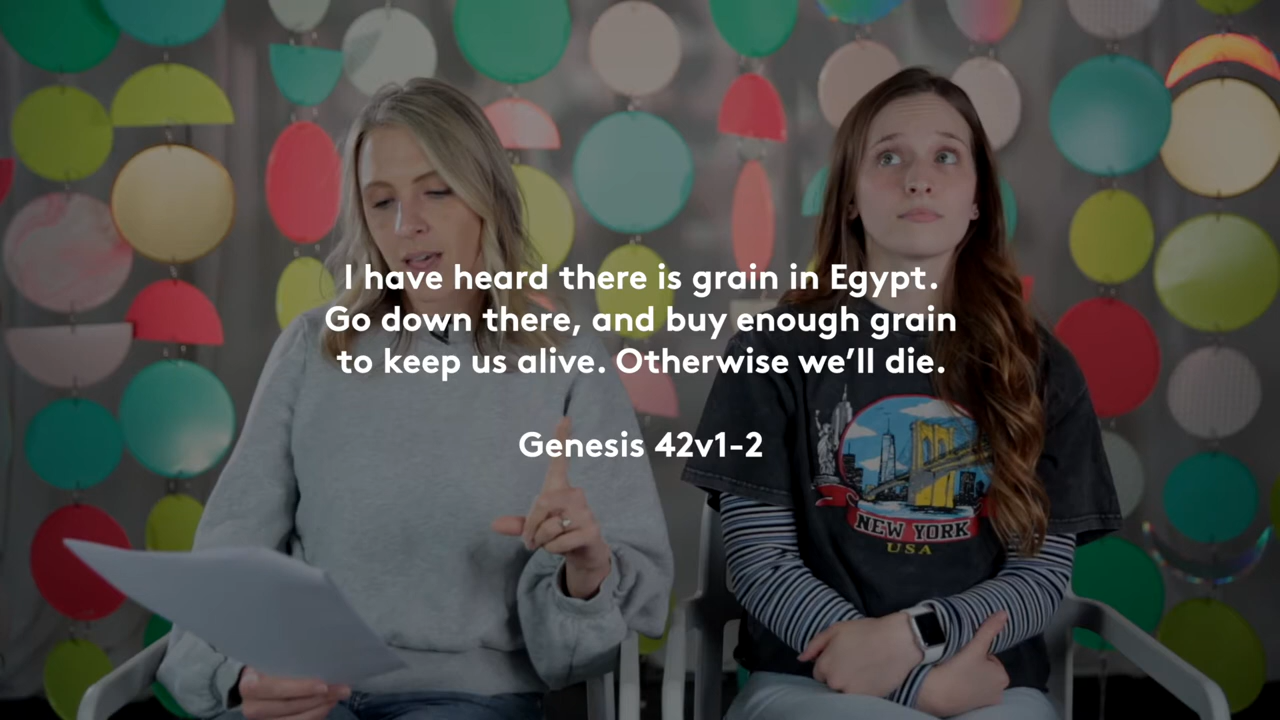 I have heard there is grain in Egypt.
Go down there, and buy enough grain
to keep us alive. Otherwise we’ll die.
Genesis 42v1-2
NEW YORK
USA